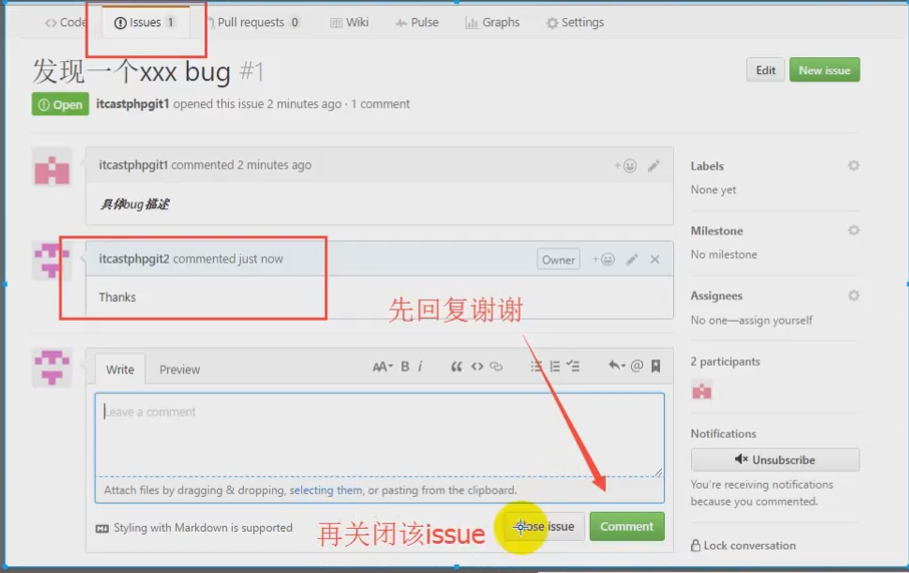 Code Issues 1 Pull requests 0 Wiki Pulse Graphs Settings
发现一个xxx bug #1
Edit New issue
Open itcastphpgit1 opened this issue 2 minutes ago · 1 comment
itcastphpgit1 commented 2 minutes ago
具体bug描述
itcastphpgit2 commented just now
Owner
Thanks
先回复谢谢
Write Preview
AA B i
Leave a comment
Attach files by dragging & dropping, selecting them, or pasting from the clipboard.
Styling with Markdown is supported
再关闭该issue
Close issue Comment
Labels
None yet
Milestone
No milestone
Assignees
No one—assign yourself
2 participants
Notifications
Unsubscribe
You're receiving notifications
because you commented.
Lock conversation